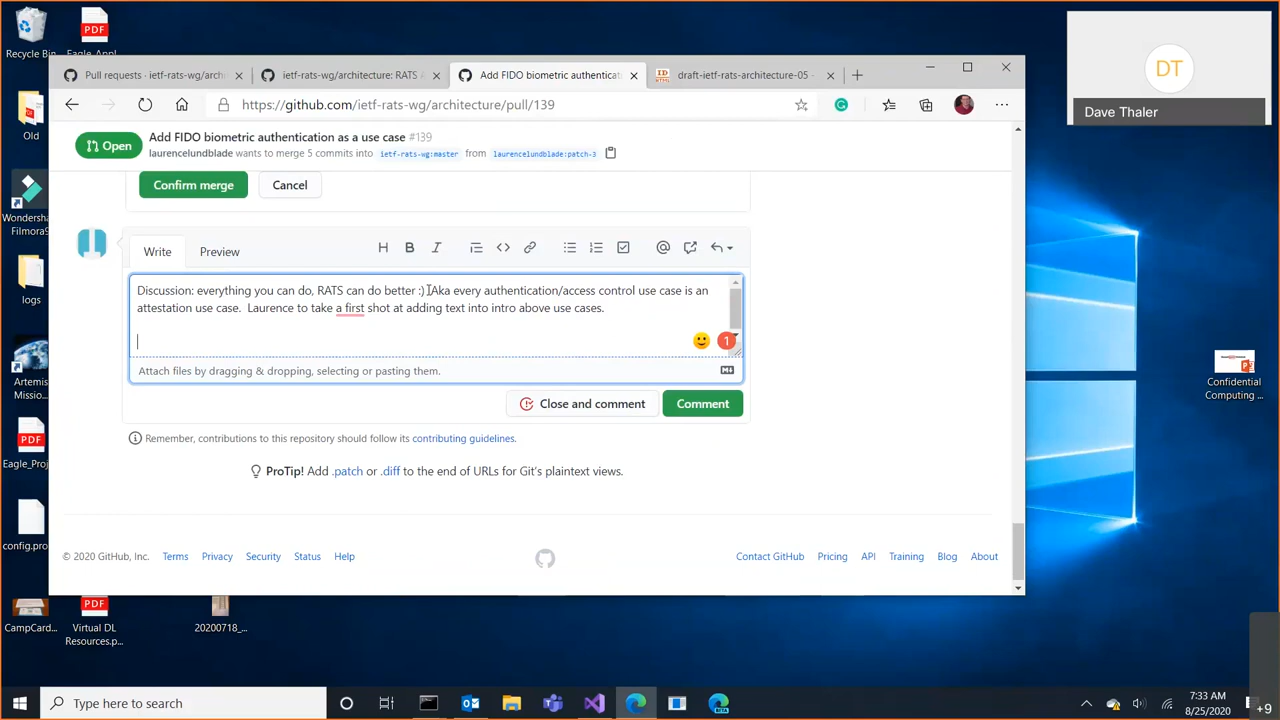 Recycle Bin
Eagle_Appl...
Old
Wondersha...
Filmora9
logs
Artemis
Missio...
Eagle_Proj
config.pro
CampCard...
Virtual DL
Resources.p...
20200718_...
Pull requests · ietf-rats-wg/arch
ietf-rats-wg/architecture: RATS A
Add FIDO biometric authenticat
draft-ietf-rats-architecture-05 -
https://github.com/ietf-rats-wg/architecture/pull/139
Open
Add FIDO biometric authentication as a use case #139
laurencelundblade wants to merge 5 commits into ietf-rats-wg:master from laurencelundblade:patch-3
Confirm merge
Cancel
Write
Preview
Discussion: everything you can do, RATS can do better :) Aka every authentication/access control use case is an
attestation use case. Laurence to take a first shot at adding text into intro above use cases.
1
Attach files by dragging & dropping, selecting or pasting them.
Close and comment
Comment
Remember, contributions to this repository should follow its contributing guidelines.
ProTip! Add .patch or .diff to the end of URLs for Git's plaintext views.
© 2020 GitHub, Inc.
Terms
Privacy
Security
Status
Help
Contact GitHub
Pricing
API
Training
Blog
About
DT
Dave Thaler
Confidential
Computing ...
Type here to search
7:33 AM
8/25/2020
+9
PDF
PDF
PDF